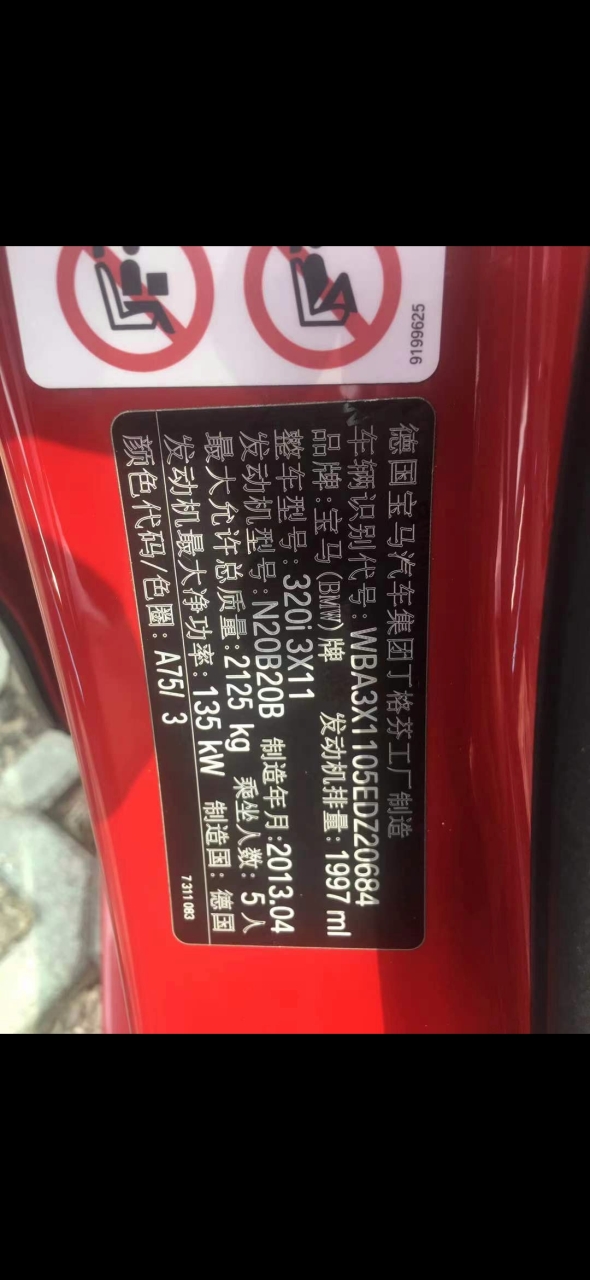 9199625
德国宝马汽车集团丁格芬工厂制造
车辆识别代号:WBA3X1105EDZ20684
品牌:宝马(BMW)牌 发动机排量:1997 ml
整车型号:320i 3X11
发动机型号:N20B20B 制造年月:2013.04
最大允许总质量:2125 kg 乘坐人数:5人
发动机最大净功率:135 kW 制造国:德国
颜色代码/色圈:A75/ 3
7 311 083